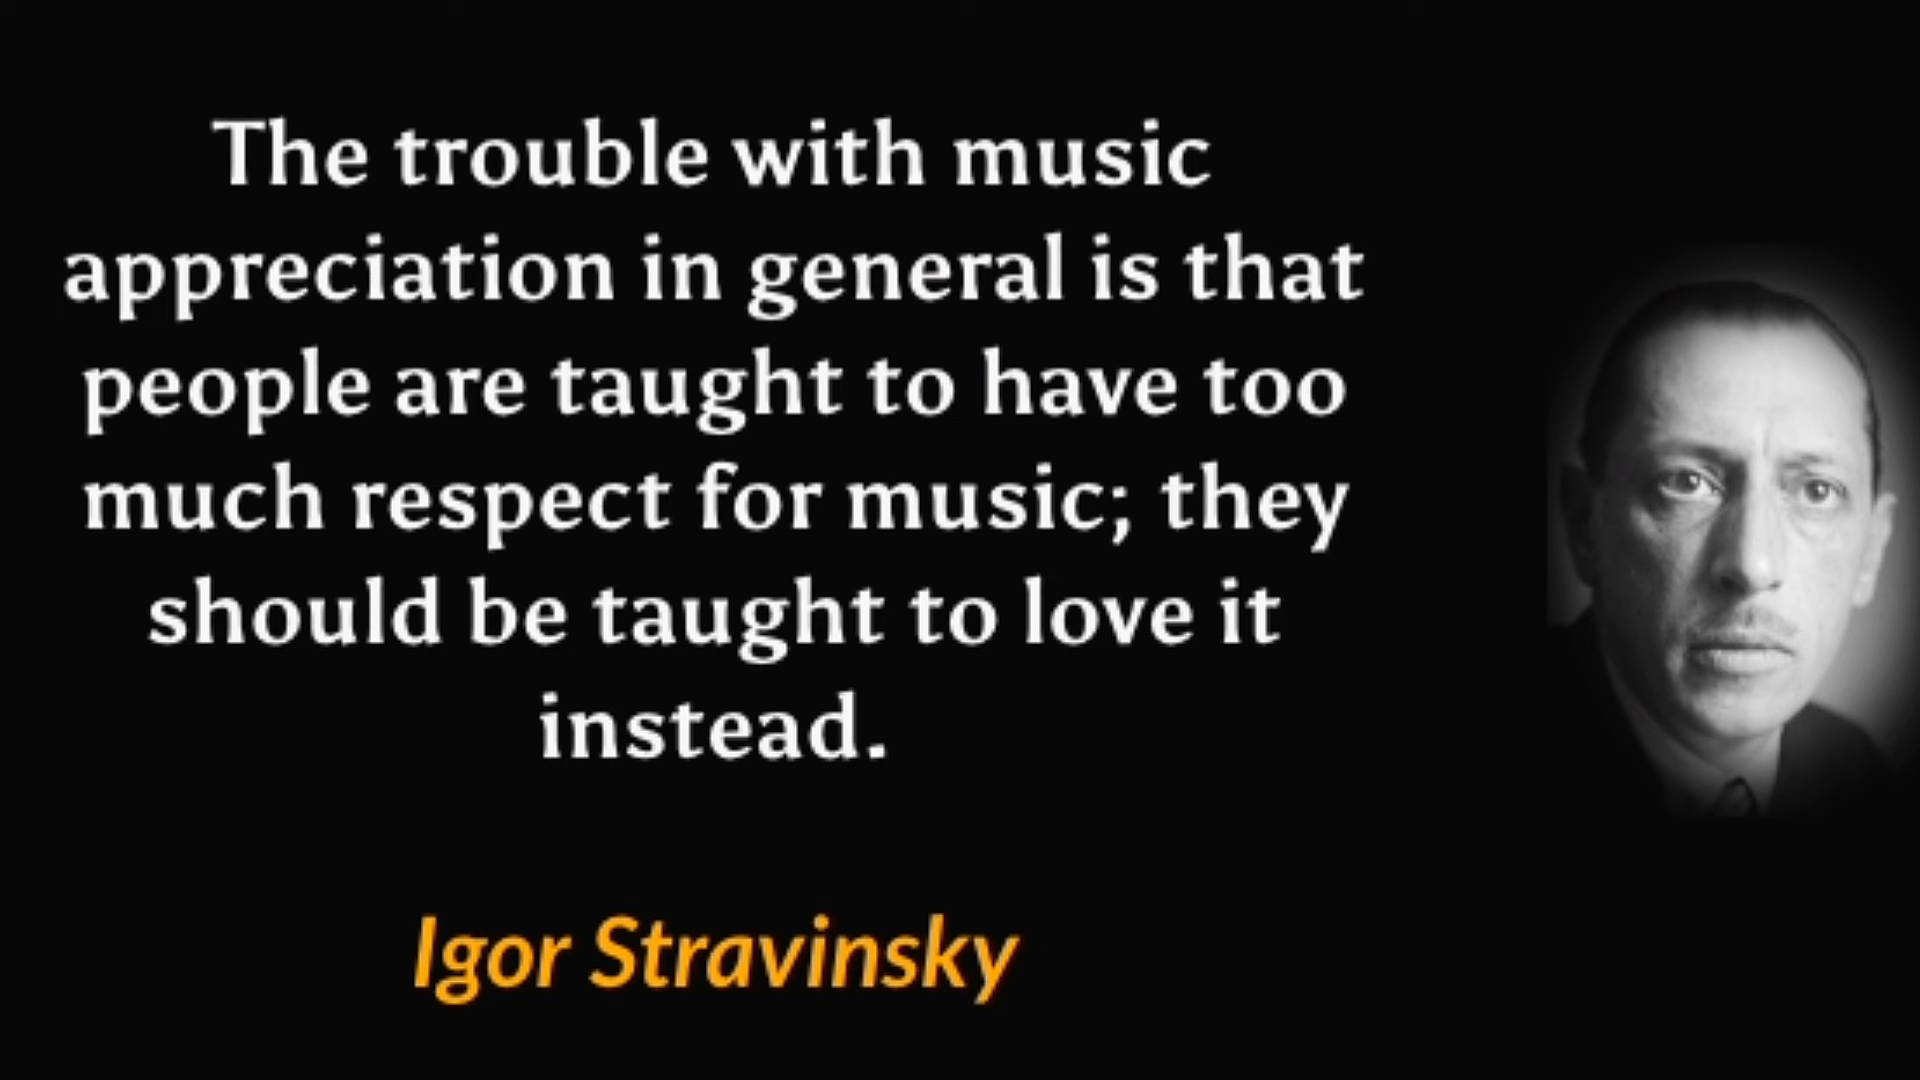 The trouble with music
appreciation in general is that
people are taught to have too
much respect for music; they
should be taught to love it
instead.
Igor Stravinsky